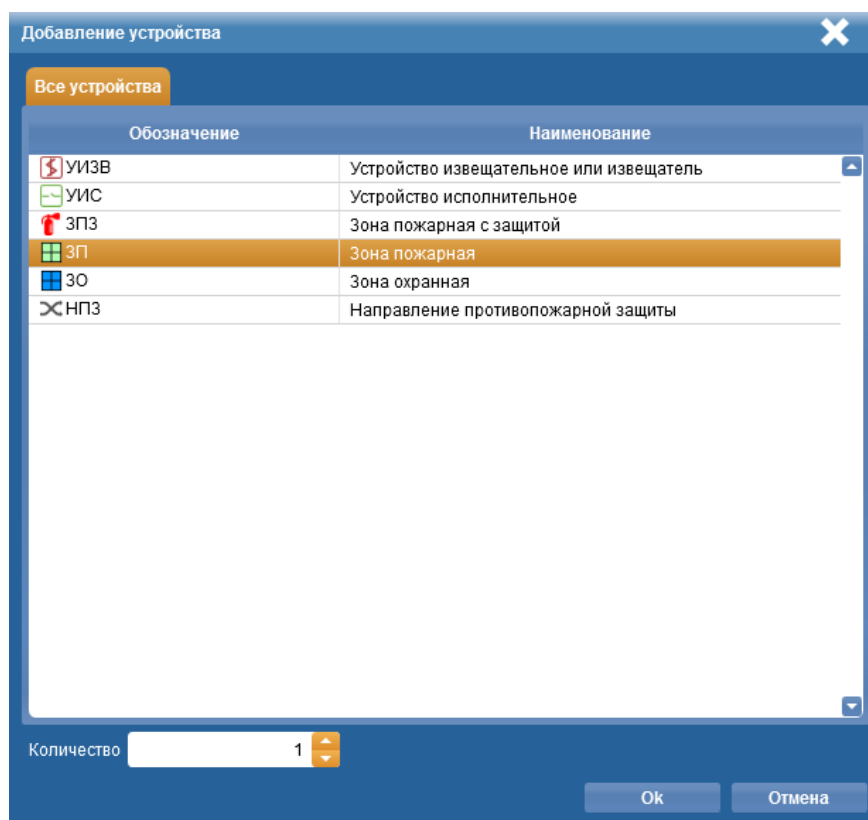 Добавление устройства
Все устройства
Обозначение Наименование
УИЗВ Устройство извещательное или извещатель
УИС Устройство исполнительное
ЗПЗ Зона пожарная с защитой
ЗП Зона пожарная
ЗО Зона охранная
НПЗ Направление противопожарной защиты
Количество 1
Ok Отмена